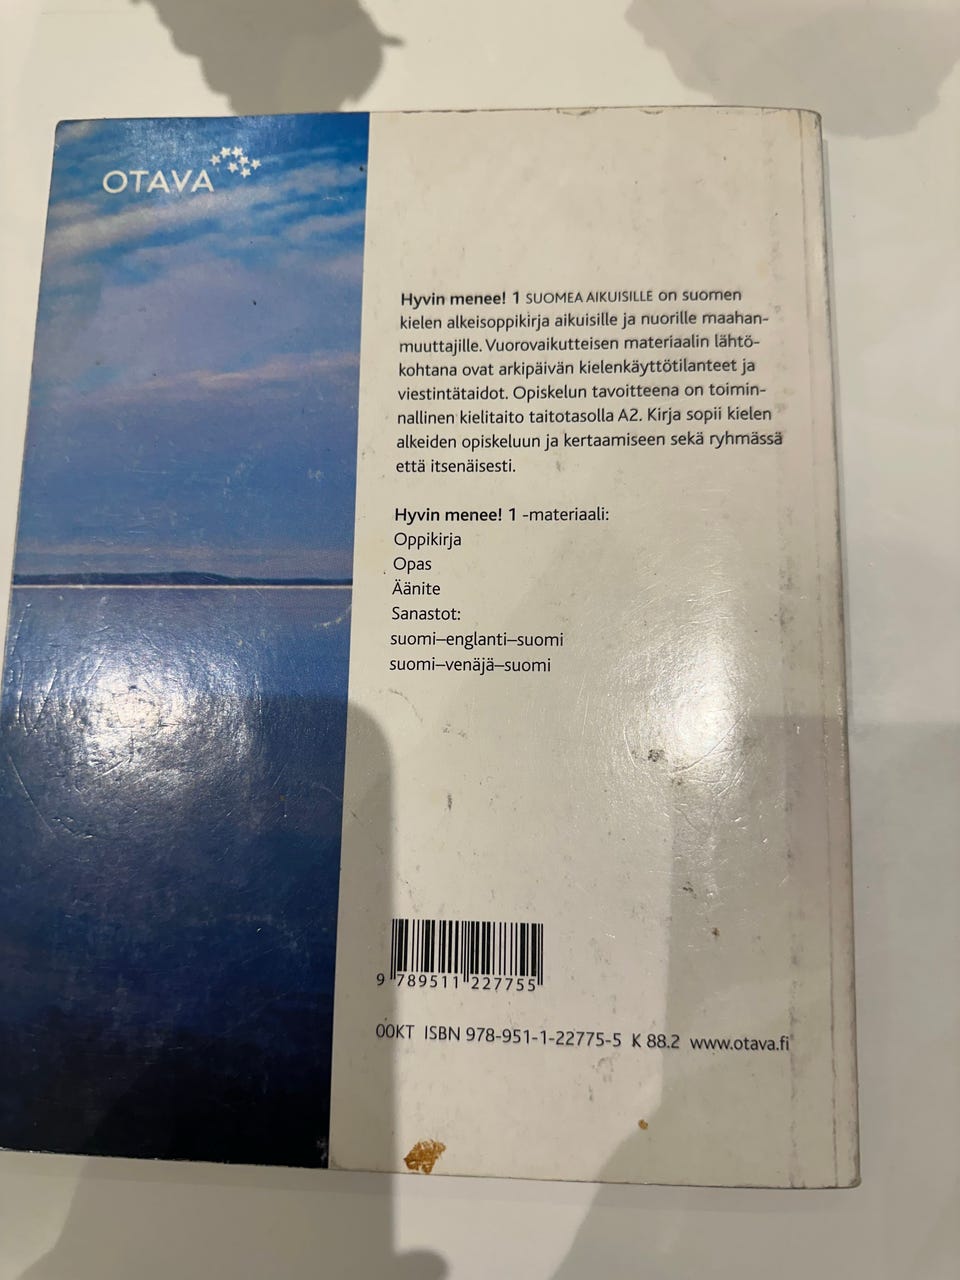 OTAVA
Hyvin menee! 1 SUOMEA AIKUISILLE on suomen
kielen alkeisoppikirja aikuisille ja nuorille maahan-
muuttajille. Vuorovaikutteisen materiaalin lähtö-
kohtana ovat arkipäivän kielenkäyttötilanteet ja
viestintätaidot. Opiskelun tavoitteena on toimin-
nallinen kielitaito taitotasolla A2. Kirja sopii kielen
alkeiden opiskeluun ja kertaamiseen sekä ryhmässä
että itsenäisesti.
Hyvin menee! 1 -materiaali:
Oppikirja
Opas
Äänite
Sanastot:
suomi–englanti–suomi
suomi–venäjä–suomi
9 789511 227755
00KT ISBN 978-951-1-22775-5 K 88.2 www.otava.fi